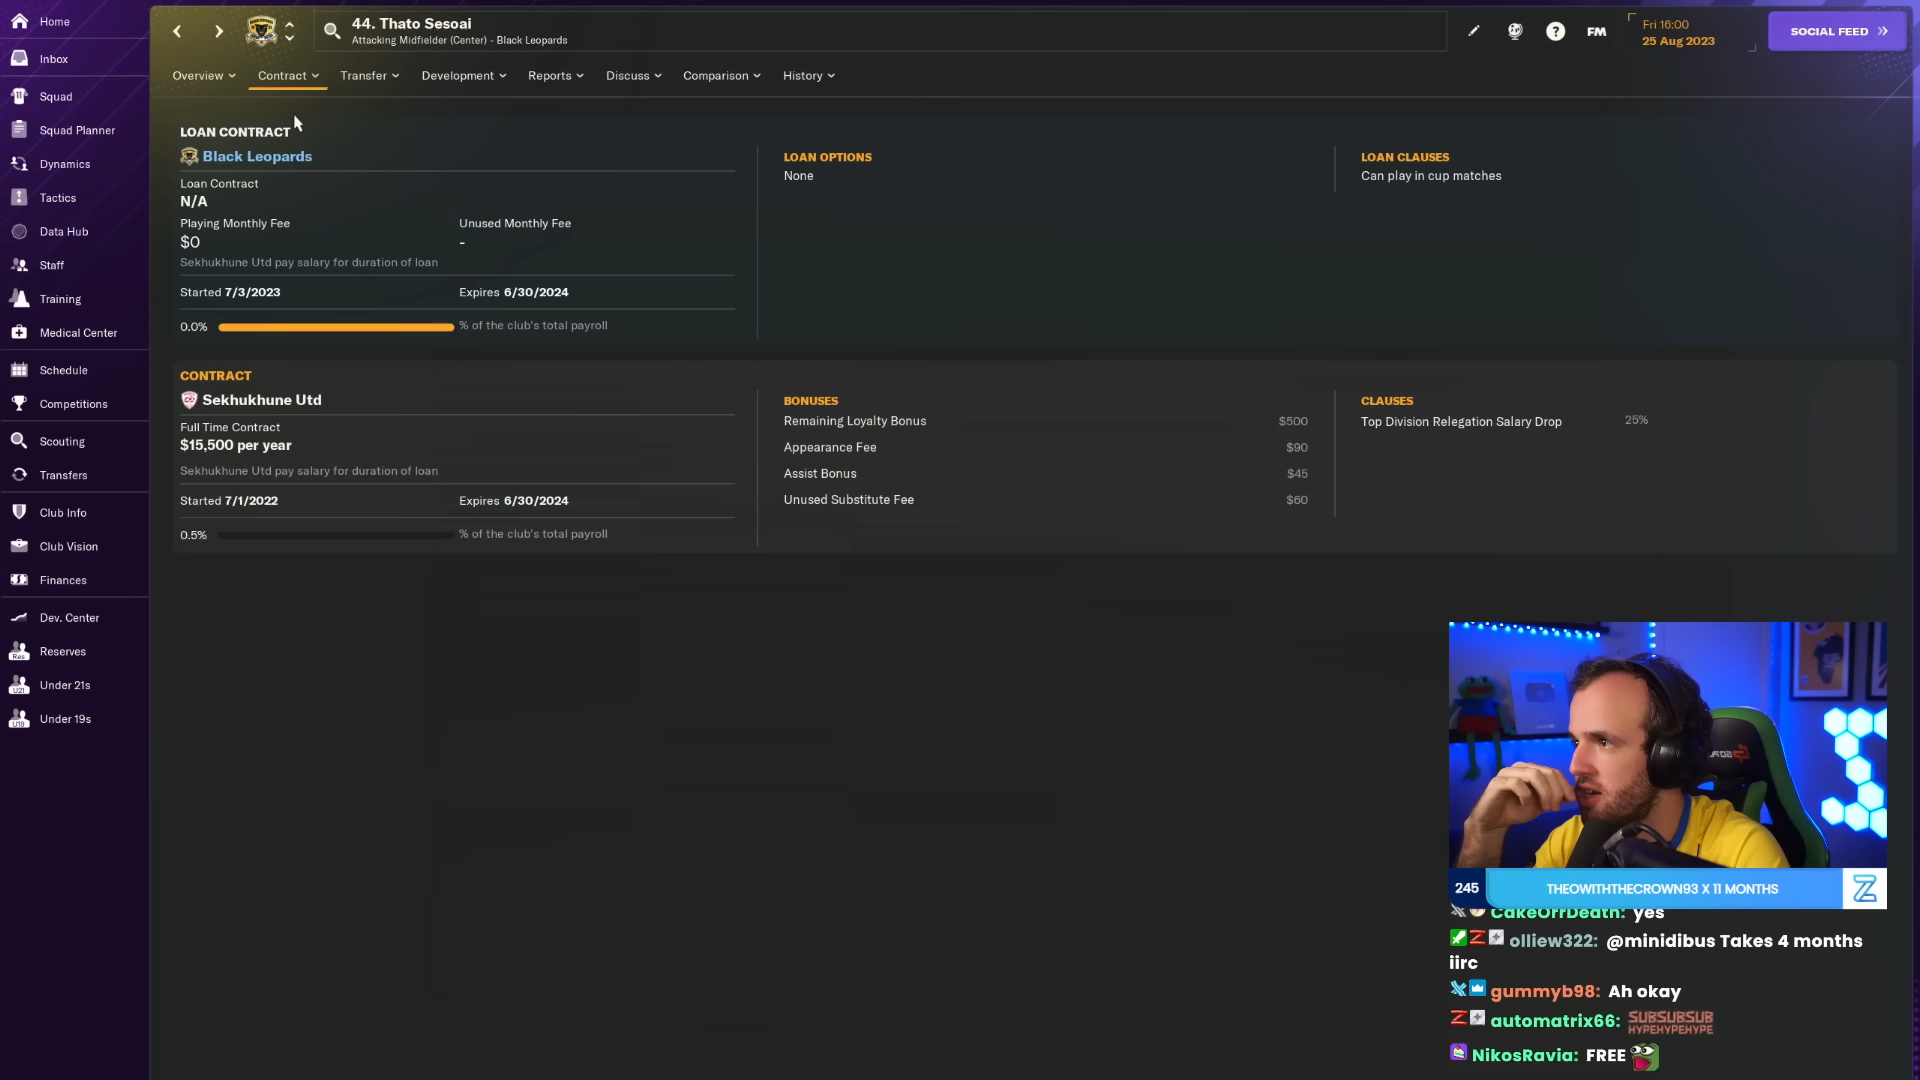 Home
Inbox
Squad
Squad Planner
Dynamics
Tactics
Data Hub
Staff
Training
Medical Center
Schedule
Competitions
Scouting
Transfers
Club Info
Club Vision
Finances
Dev. Center
Reserves
Under 21s
Under 19s
44. Thato Sesoai
Attacking Midfielder (Center) - Black Leopards
FM
Fri 16:00
25 Aug 2023
SOCIAL FEED
Overview Contract Transfer Development Reports Discuss Comparison History
LOAN CONTRACT
Black Leopards
Loan Contract
N/A
Playing Monthly Fee Unused Monthly Fee
$0 -
Sekhukhune Utd pay salary for duration of loan
Started 7/3/2023 Expires 6/30/2024
0.0% % of the club's total payroll
LOAN OPTIONS
None
LOAN CLAUSES
Can play in cup matches
CONTRACT
Sekhukhune Utd
Full Time Contract
$15,500 per year
Sekhukhune Utd pay salary for duration of loan
Started 7/1/2022 Expires 6/30/2024
0.5% % of the club's total payroll
BONUSES
Remaining Loyalty Bonus $500
Appearance Fee $90
Assist Bonus $45
Unused Substitute Fee $60
CLAUSES
Top Division Relegation Salary Drop 25%
245 THEOWITHTHECROWN93 X 11 MONTHS
CakeOrrDeath: yes
olliew322: @minidibus Takes 4 months
iirc
gummyb98: Ah okay
automatrix66: SUBSUBSUB
HYPEHYPEHYPE
NikosRavia: FREE